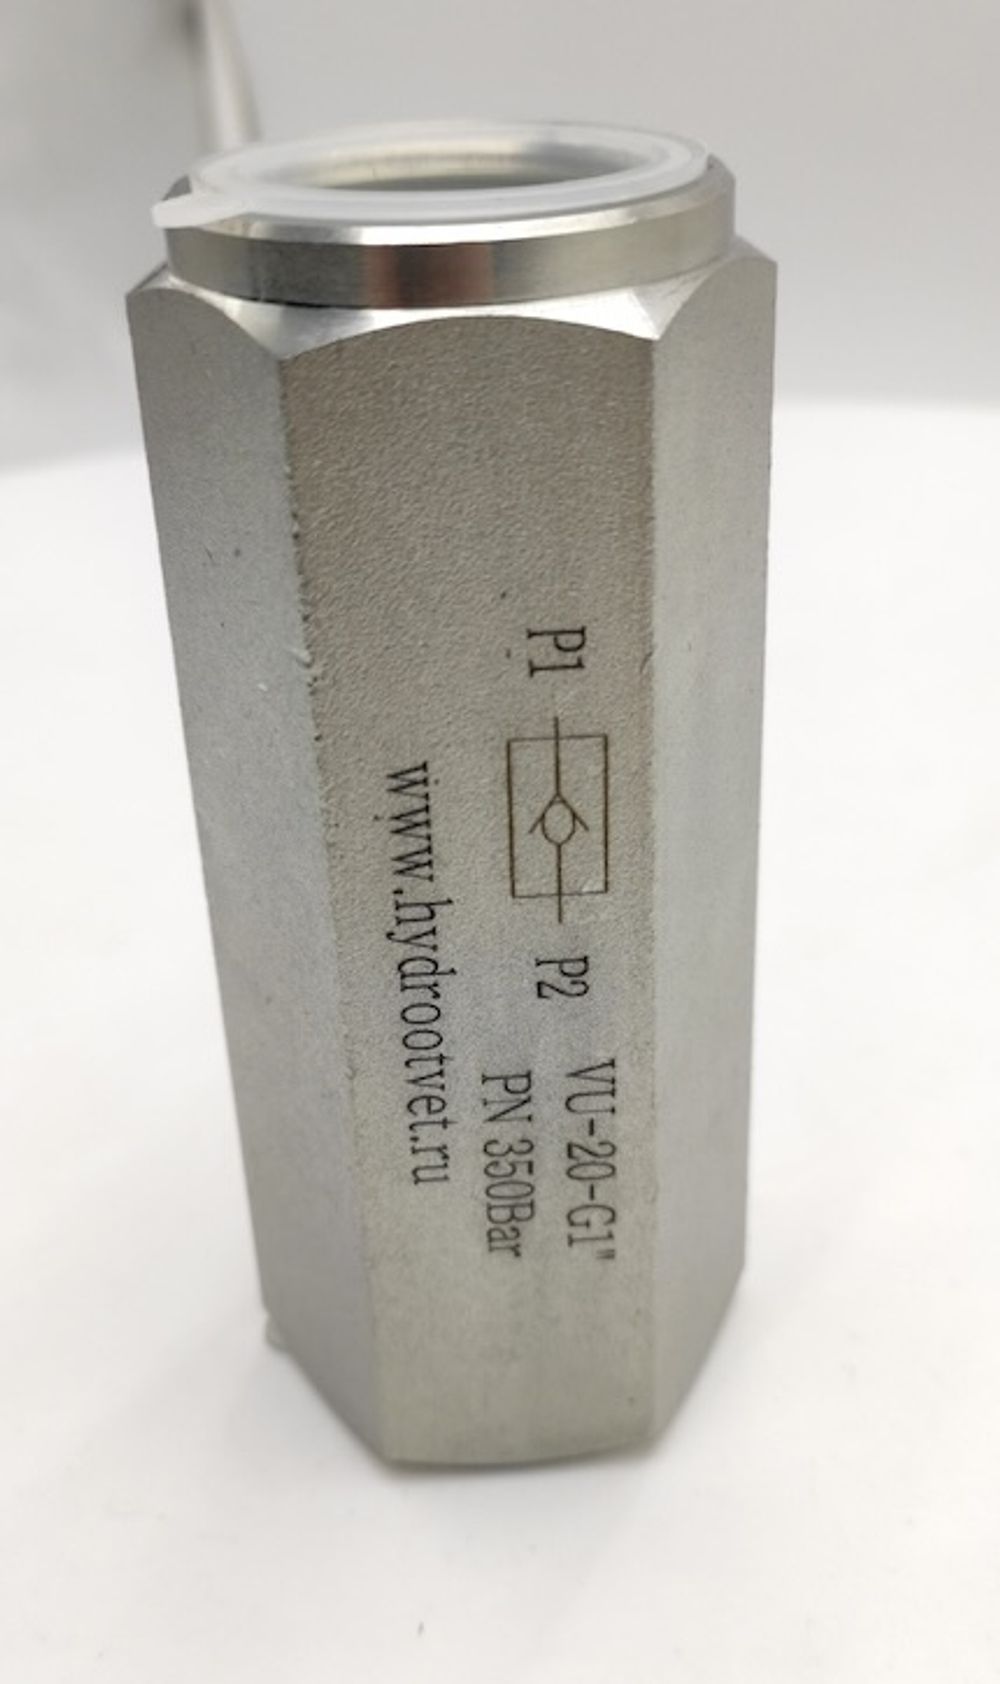 P1 P2 VU-20-G1"
PN 350Bar
www.hydrootvet.ru